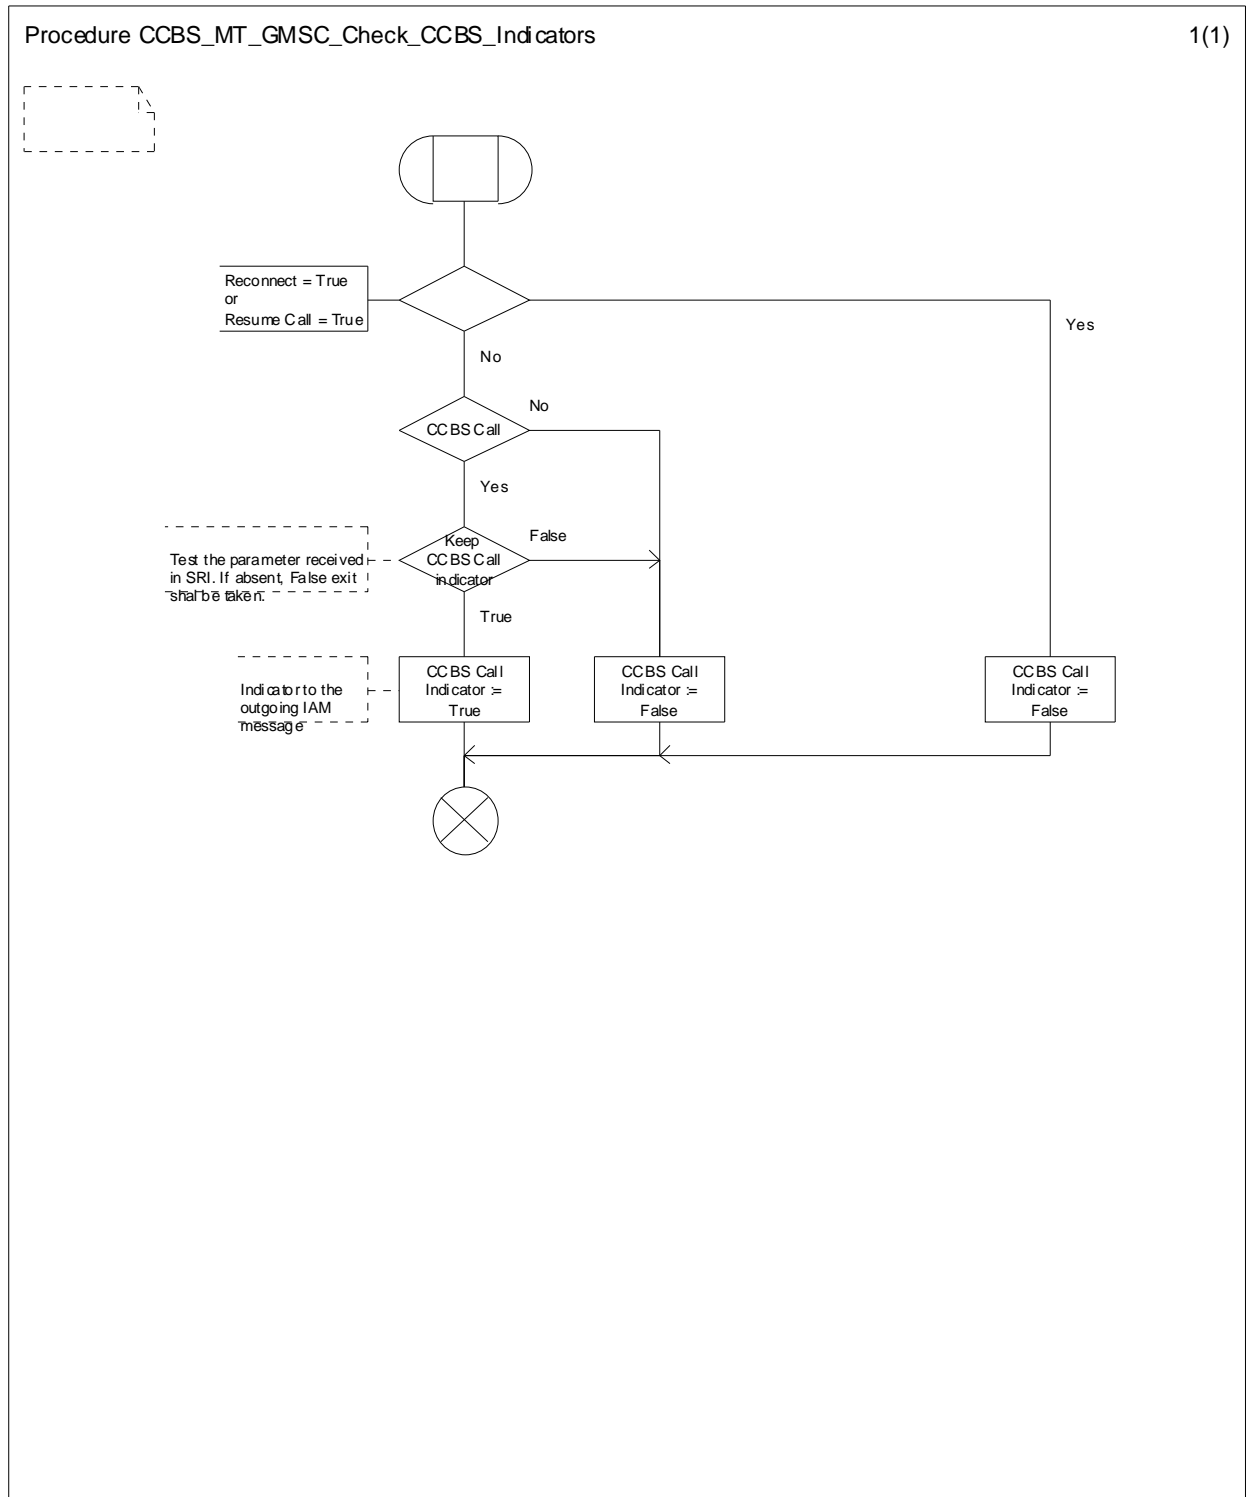 Procedure CCBS_MT_GMSC_Check_CCBS_Indicators
1(1)
Reconnect = True
or
Resume Call = True
Yes
No
No
CCBS Call
Yes
Keep
CCBS Call
indicator
False
Test the parameter received
in SRI. If absent, False exit
shal be taken.
True
CCBS Call
Indicator :=
True
CCBS Call
Indicator :=
False
CCBS Call
Indicator :=
False
Indicator to the
outgoing IAM
message